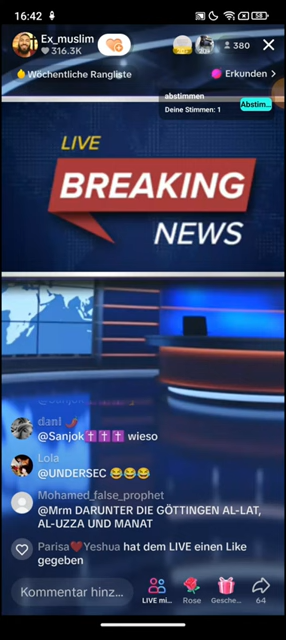 16:42
58
Ex_muslim
316.3K
380
Wöchentliche Rangliste
Erkunden >
abstimmen
Deine Stimmen: 1
Abstim...
LIVE
BREAKING
NEWS
dani
@Sanjok✝️✝️✝️ wieso
Lola
@UNDERSEC 😂😂😂
Mohamed_false_prophet
@Mrm DARUNTER DIE GÖTTINGEN AL-LAT,
AL-UZZA UND MANAT
Parisa❤️Yeshua hat dem LIVE einen Like
gegeben
Kommentar hinz...
LIVE mi...
Rose
Gesche...
64